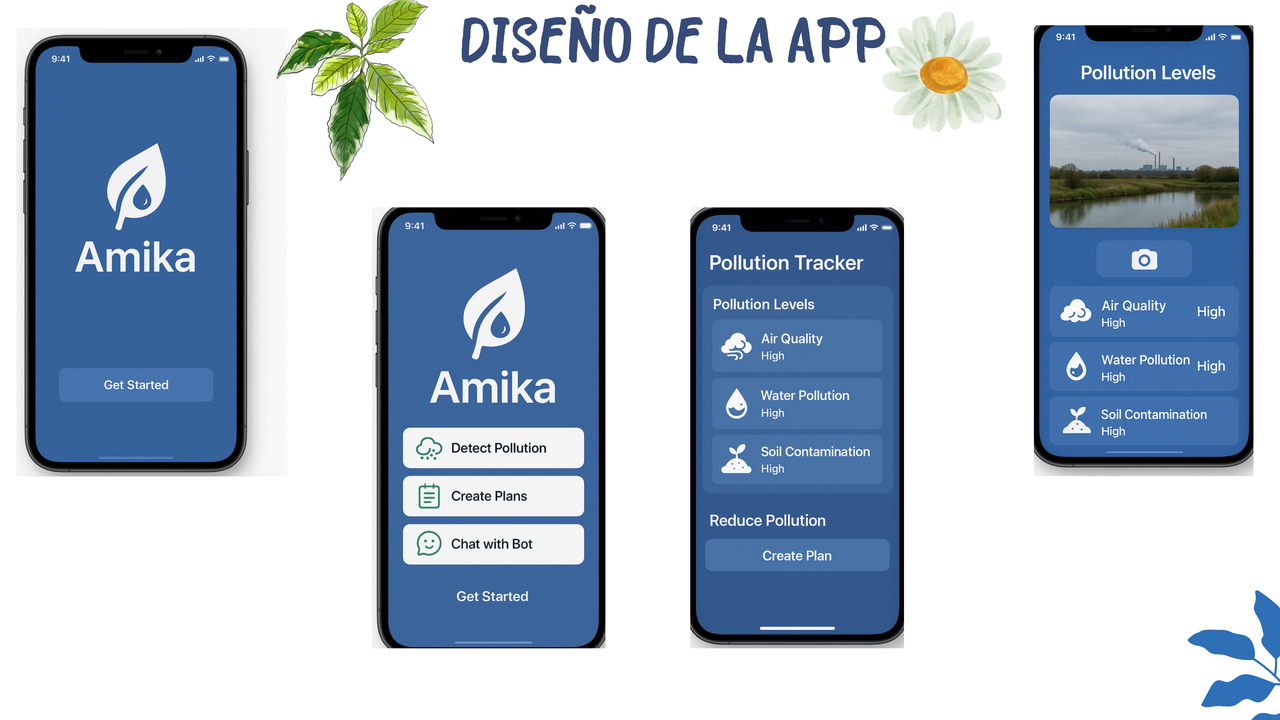 DISEÑO DE LA APP
9:41
Amika
Get Started
9:41
Amika
Detect Pollution
Create Plans
Chat with Bot
Get Started
9:41
Pollution Tracker
Pollution Levels
Air Quality
High
Water Pollution
High
Soil Contamination
High
Reduce Pollution
Create Plan
9:41
Pollution Levels
Air Quality
High
High
Water Pollution
High
High
Soil Contamination
High